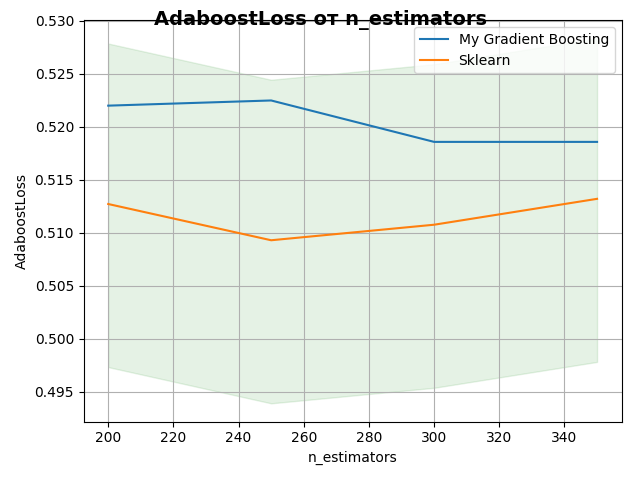 AdaboostLoss от n_estimators
My Gradient Boosting
Sklearn
AdaboostLoss
0.530
0.525
0.520
0.515
0.510
0.505
0.500
0.495
200 220 240 260 280 300 320 340
n_estimators